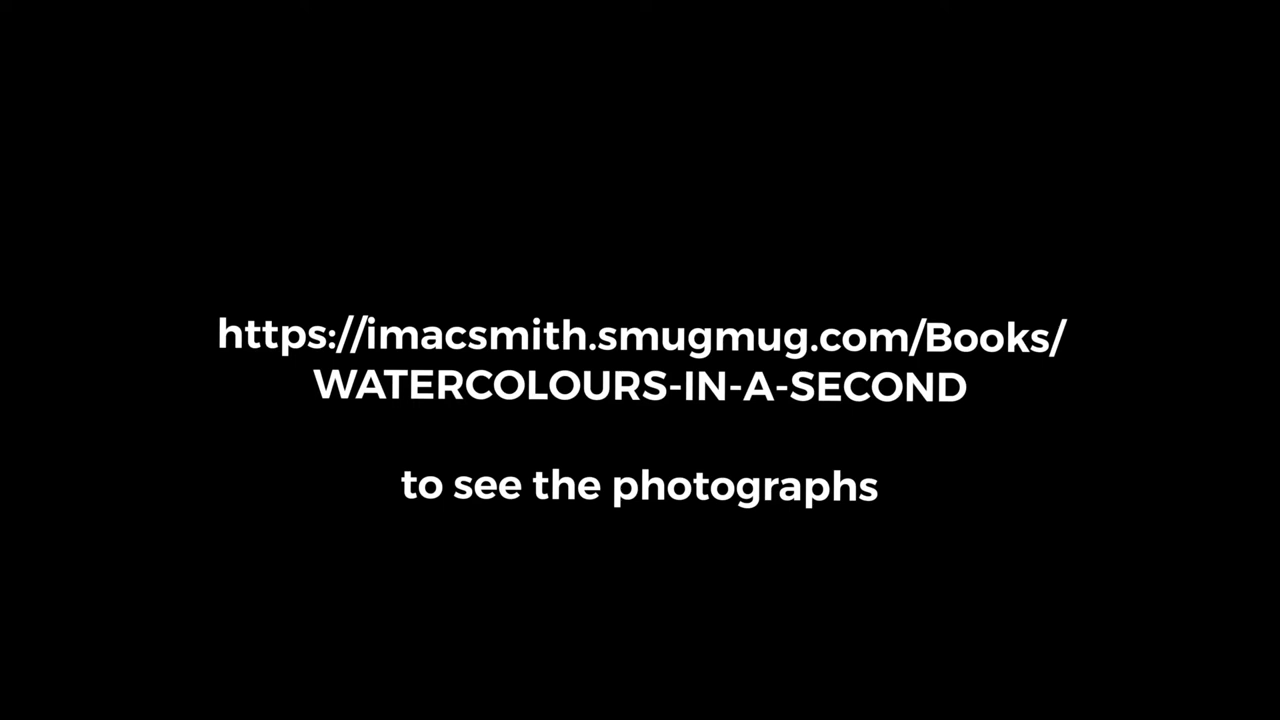 https://imacsmith.smugmug.com/Books/
WATERCOLOURS-IN-A-SECOND
to see the photographs